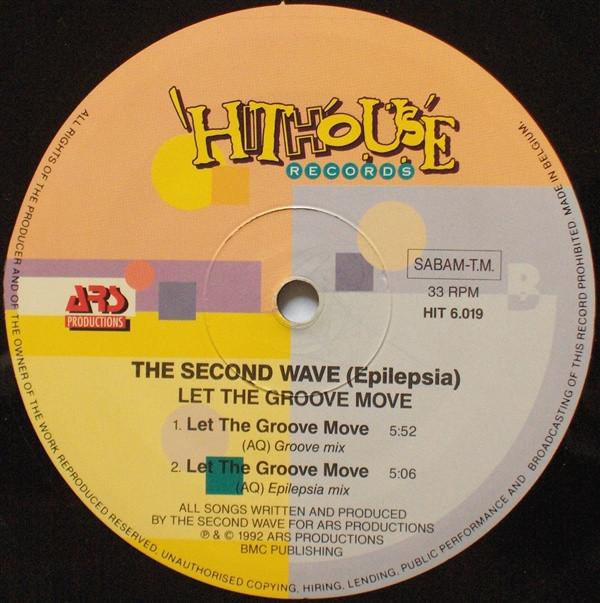 HITHOUSE
RECORDS
ALL RIGHTS OF THE PRODUCER AND OF THE OWNER OF THE WORK REPRODUCED RESERVED. UNAUTHORISED COPYING, HIRING, LENDING, PUBLIC PERFORMANCE AND BROADCASTING OF THIS RECORD PROHIBITED. MADE IN BELGIUM.
SABAM-T.M.
B
33 RPM
HIT 6.019
ARS
PRODUCTIONS
THE SECOND WAVE (Epilepsia)
LET THE GROOVE MOVE
1. Let The Groove Move 5:52
(AQ) Groove mix
2. Let The Groove Move 5:06
(AQ) Epilepsia mix
ALL SONGS WRITTEN AND PRODUCED
BY THE SECOND WAVE FOR ARS PRODUCTIONS
℗ & © 1992 ARS PRODUCTIONS
BMC PUBLISHING